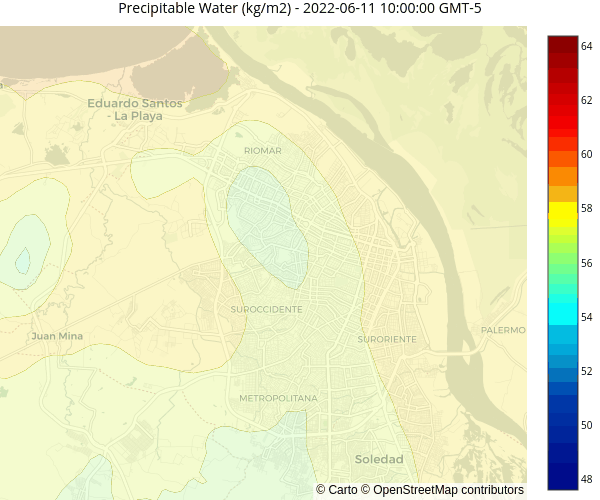 Precipitable Water (kg/m2) - 2022-06-11 10:00:00 GMT-5
64
62
60
58
56
54
52
50
48
Eduardo Santos
- La Playa
RIOMAR
SUROCCIDENTE
Juan Mina
SURORIENTE
PALERMO
METROPOLITANA
Soledad
© Carto © OpenStreetMap contributors